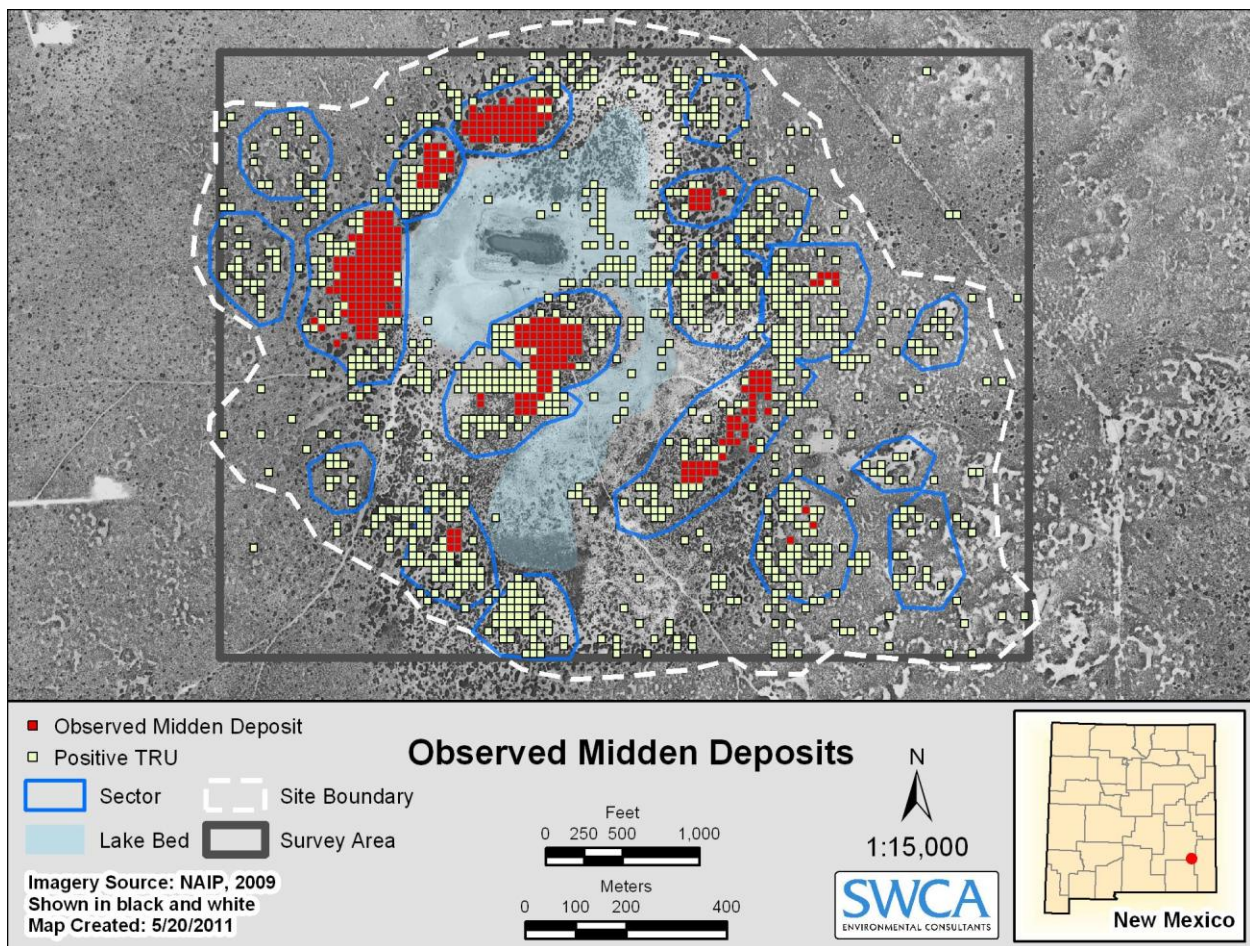 Observed Midden Deposit
Positive TRU
Sector
Site Boundary
Lake Bed
Survey Area
Imagery Source: NAIP, 2009
Shown in black and white
Map Created: 5/20/2011
Observed Midden Deposits
Feet
0 250 500 1,000
Meters
0 100 200 400
N
1:15,000
SWCA
ENVIRONMENTAL CONSULTANTS
New Mexico